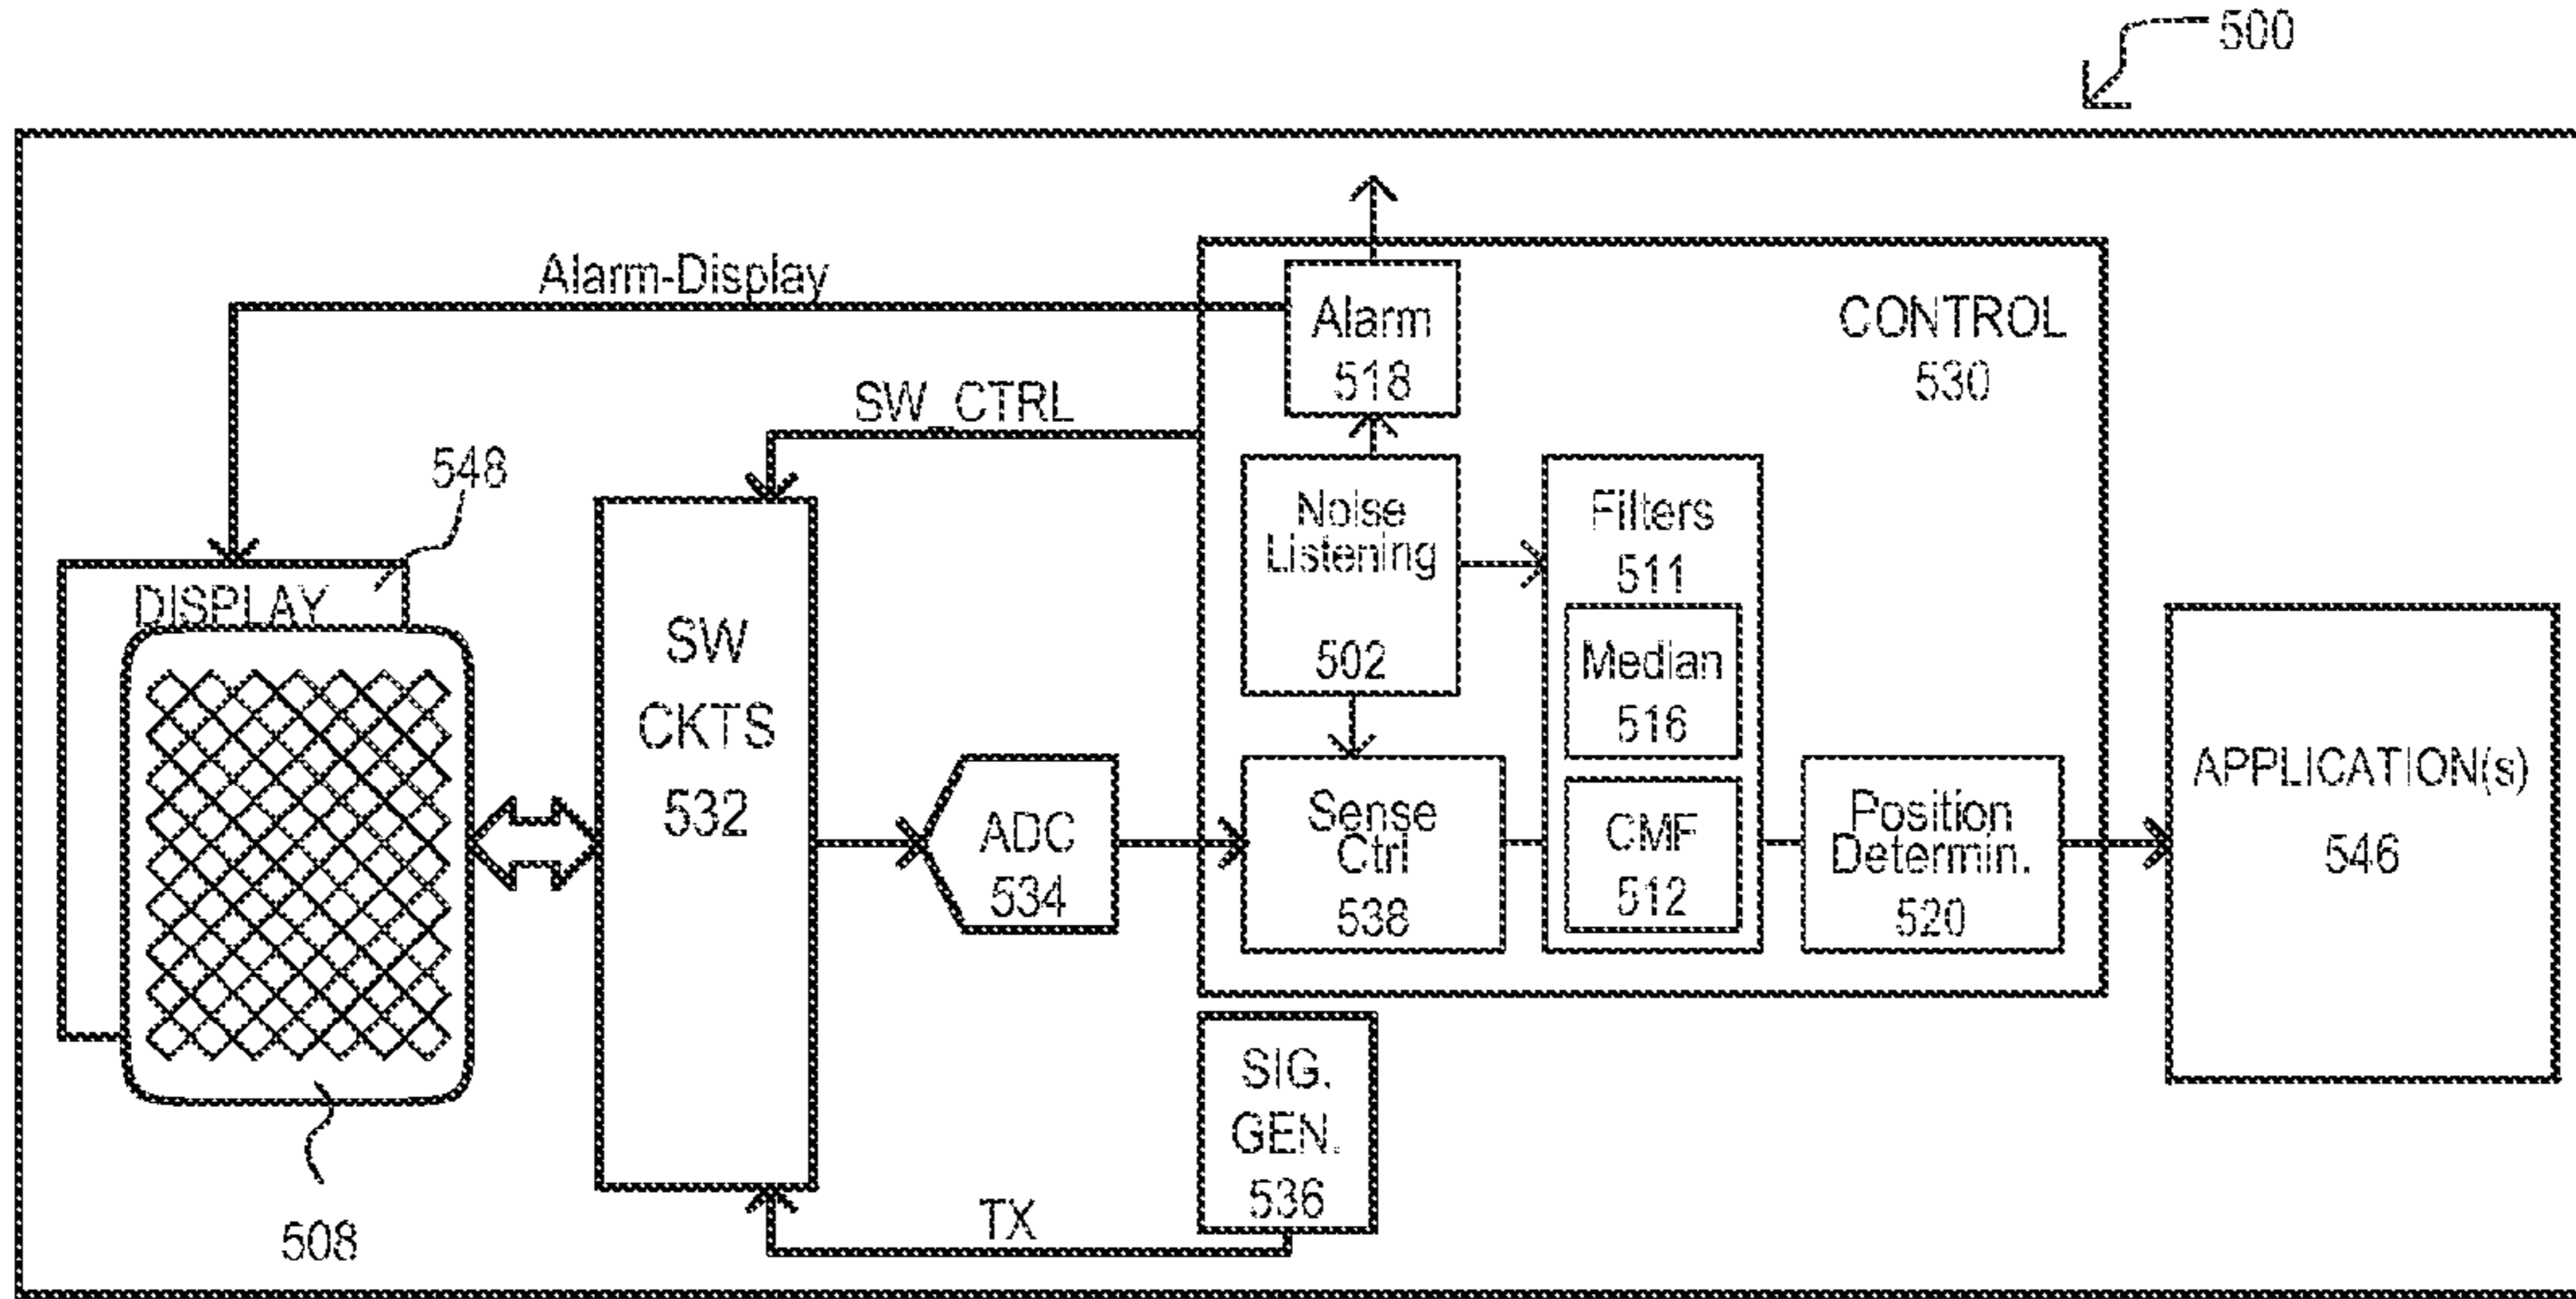 500
Alarm-Display
Alarm
518
CONTROL
530
SW_CTRL
548
DISPLAY
Noise
Listening
502
Filters
511
Median
516
CMF
512
SW
CKTS
532
ADC
534
Sense
Ctrl
538
Position
Determin.
520
APPLICATION(s)
546
SIG.
GEN.
536
TX
508